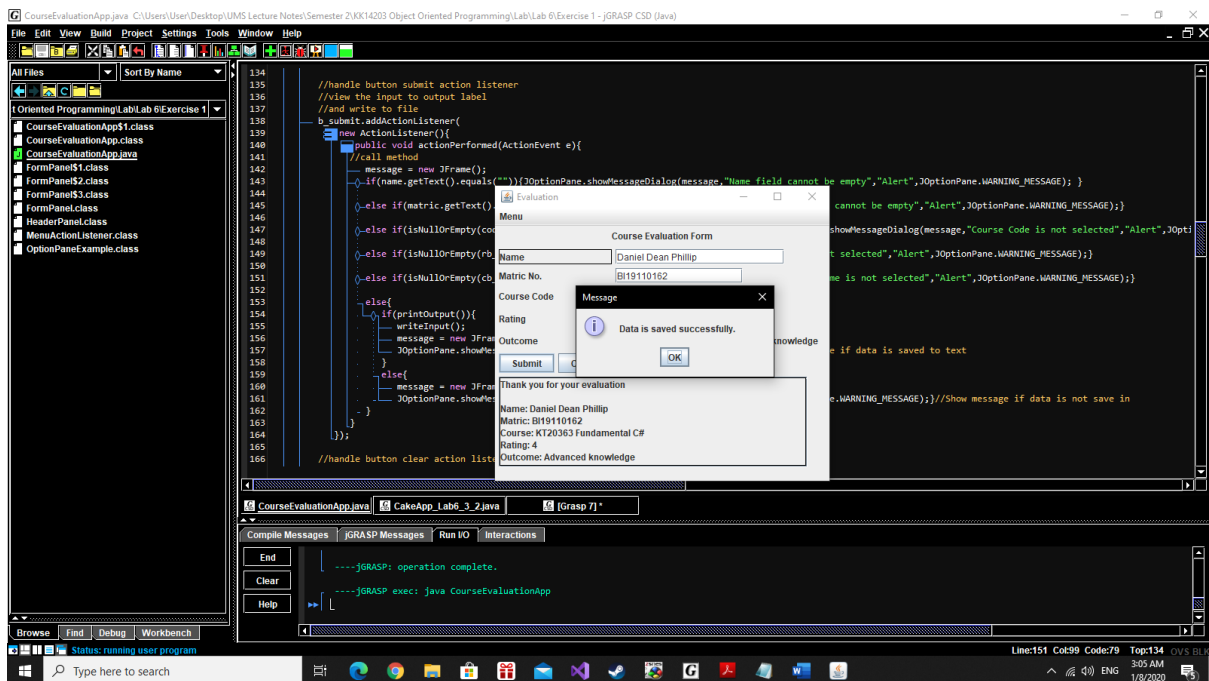 CourseEvaluationApp.java C:\Users\User\Desktop\UMS Lecture Notes\Semester 2\KK14203 Object Oriented Programming\Lab\Lab 6\Exercise 1 - jGRASP CSD (Java)
File Edit View Build Project Settings Tools Window Help
All Files Sort By Name
t Oriented Programming\Lab\Lab 6\Exercise 1
CourseEvaluationApp$1.class
CourseEvaluationApp.class
CourseEvaluationApp.java
FormPanel$1.class
FormPanel$2.class
FormPanel$3.class
FormPanel.class
HeaderPanel.class
MenuActionListener.class
OptionPaneExample.class
Browse Find Debug Workbench
134
135 //handle button submit action listener
136 //view the input to output label
137 //and write to file
138 b_submit.addActionListener(
139 new ActionListener(){
140 public void actionPerformed(ActionEvent e){
141 //call method
142 message = new JFrame();
143 if(name.getText().equals("")){JOptionPane.showMessageDialog(message,"Name field cannot be empty","Alert",JOptionPane.WARNING_MESSAGE); }
144
145 else if(matric.getText(). cannot be empty","Alert",JOptionPane.WARNING_MESSAGE);}
146
147 else if(isNullOrEmpty(co showMessageDialog(message,"Course Code is not selected","Alert",JOpti
148
149 else if(isNullOrEmpty(rb_ t selected","Alert",JOptionPane.WARNING_MESSAGE);}
150
151 else if(isNullOrEmpty(cb_ me is not selected","Alert",JOptionPane.WARNING_MESSAGE);}
152
153 else{
154 if(printOutput()){
155 writeInput();
156 message = new JFra
157 JOptionPane.showMes e if data is saved to text
158 }
159 else{
160 message = new JFra
161 JOptionPane.showMes e.WARNING_MESSAGE);}//Show message if data is not save in
162 }
163 }
164 });
165
166 //handle button clear action liste
Evaluation
Menu
Course Evaluation Form
Name Daniel Dean Phillip
Matric No. BI19110162
Course Code
Rating
Outcome knowledge
Submit C
Message
Data is saved successfully.
OK
Thank you for your evaluation
Name: Daniel Dean Phillip
Matric: BI19110162
Course: KT20363 Fundamental C#
Rating: 4
Outcome: Advanced knowledge
CourseEvaluationApp.java CakeApp_Lab6_3_2.java [Grasp 7] *
Compile Messages jGRASP Messages Run I/O Interactions
End
Clear
Help
----jGRASP: operation complete.
----jGRASP exec: java CourseEvaluationApp
Status: running user program
Line:151 Col:99 Code:79 Top:134 OVS BLK
Type here to search
ENG
3:05 AM
1/8/2020
5